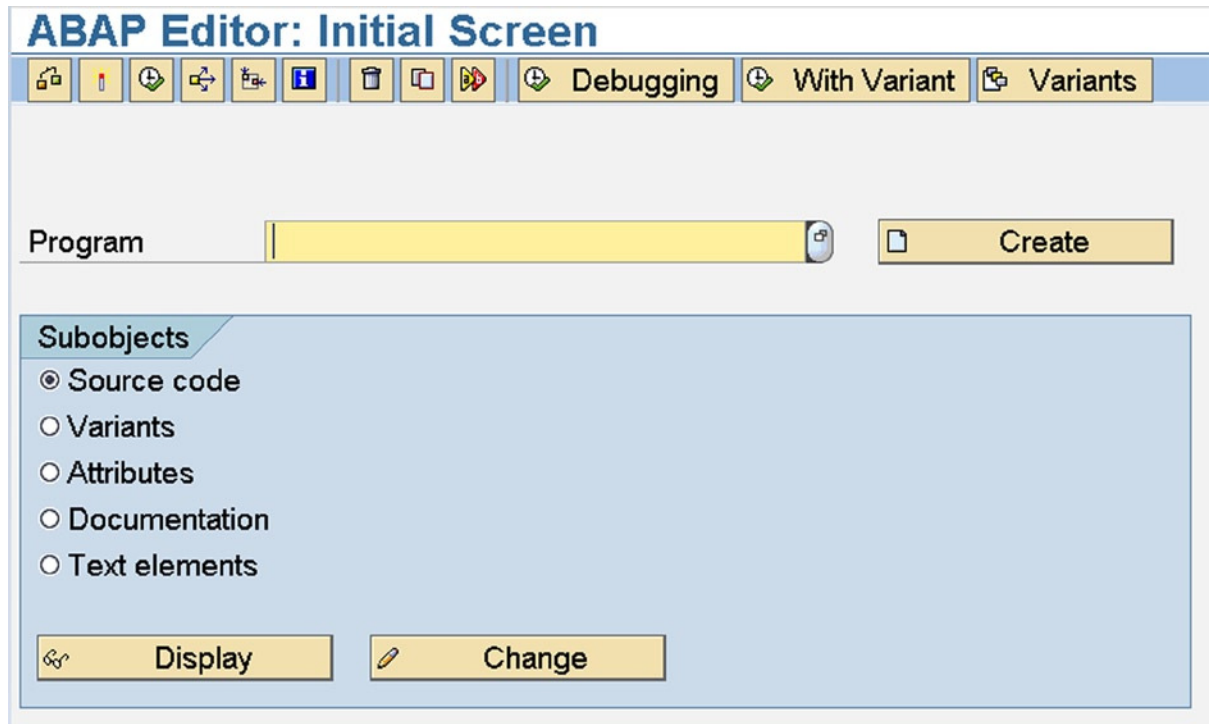 ABAP Editor: Initial Screen
Debugging With Variant Variants
Program Create
Subobjects
Source code
Variants
Attributes
Documentation
Text elements
Display Change